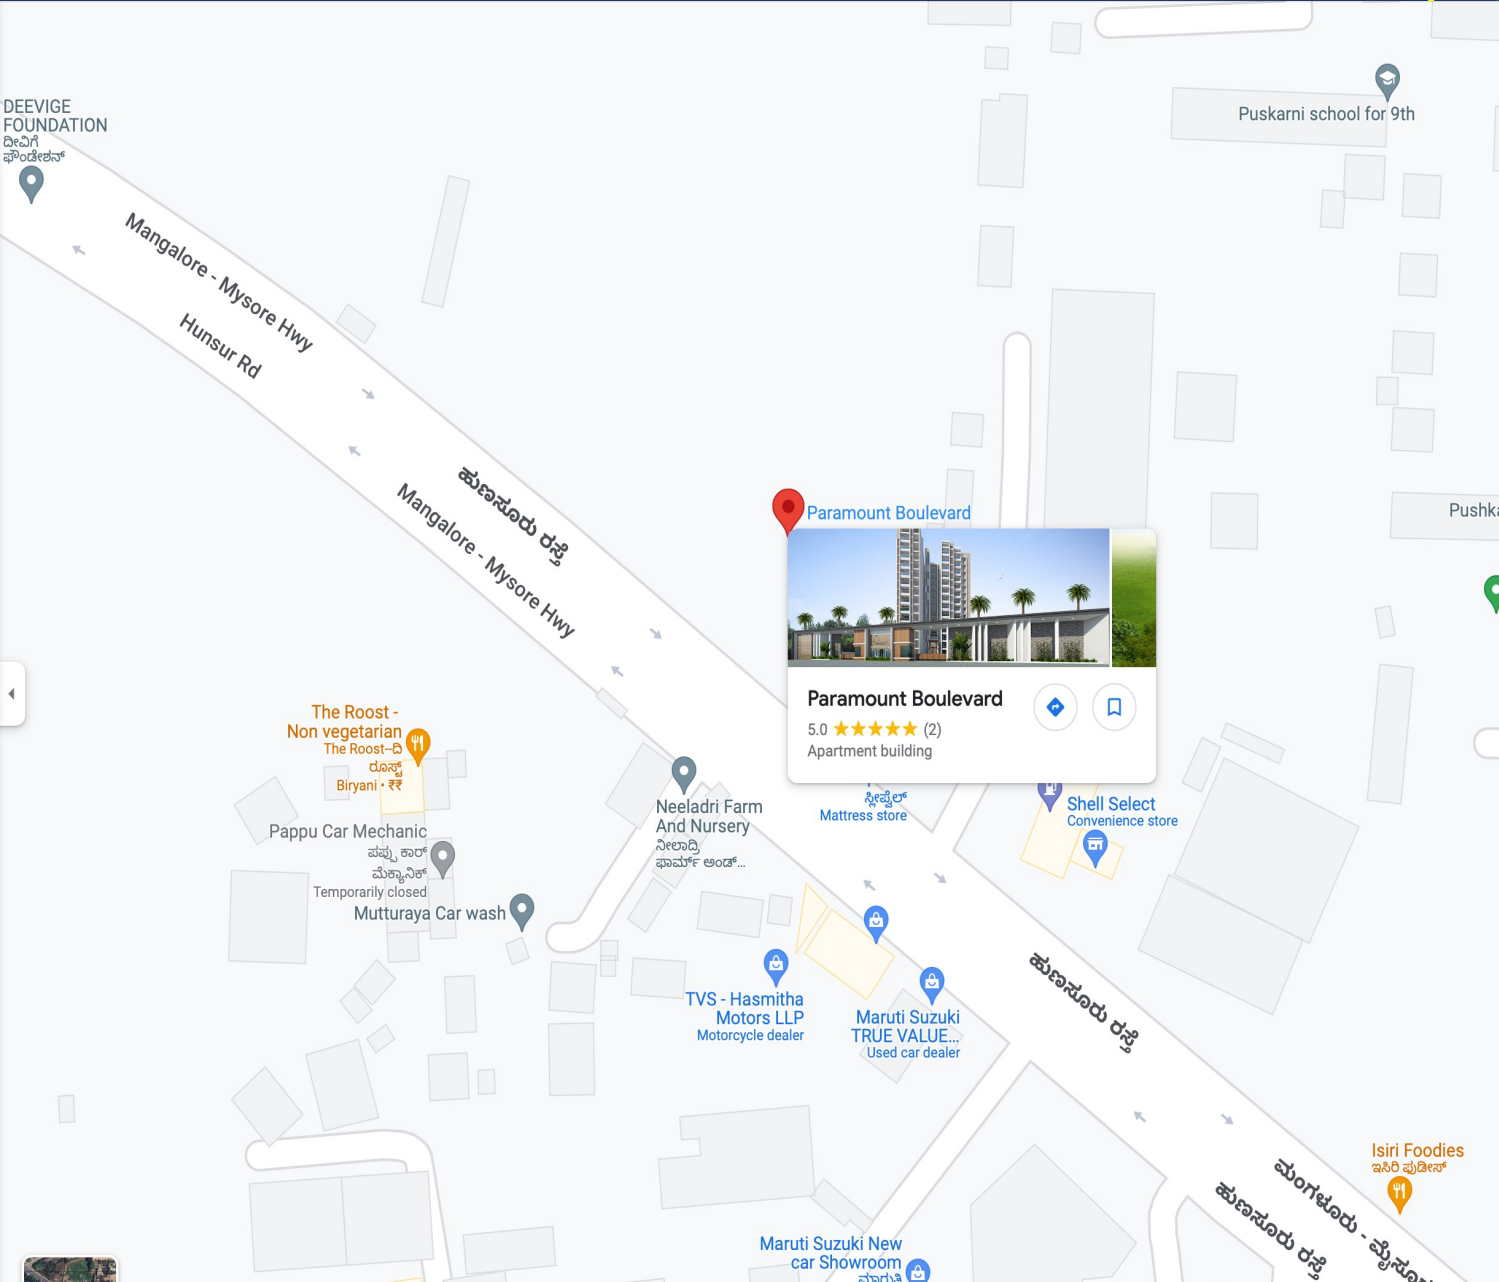 DEEVIGE
FOUNDATION
ದೀವಿಗೆ
ಫೌಂಡೇಶನ್
Puskarni school for 9th
Mangalore - Mysore Hwy
Hunsur Rd
ಹುಣಸೂರು ರಸ್ತೆ
Mangalore - Mysore Hwy
Paramount Boulevard
Pushka
Paramount Boulevard
5.0 ★★★★★ (2)
Apartment building
The Roost -
Non vegetarian
The Roost--ದಿ
ರೂಸ್ಟ್
Biryani • ₹₹
Neeladri Farm
And Nursery
ನೀಲಾದ್ರಿ
ಫಾರ್ಮ್ ಅಂಡ್...
ಸ್ಲೀಪ್ವೆಲ್
Mattress store
Shell Select
Convenience store
Pappu Car Mechanic
ಪಪ್ಪು ಕಾರ್
ಮೆಕ್ಯಾನಿಕ್
Temporarily closed
Mutturaya Car wash
TVS - Hasmitha
Motors LLP
Motorcycle dealer
Maruti Suzuki
TRUE VALUE...
Used car dealer
ಹುಣಸೂರು ರಸ್ತೆ
Isiri Foodies
ಇಸಿರಿ ಫುಡೀಸ್
ಮಂಗಳೂರು - ಮೈಸೂರು
ಹುಣಸೂರು ರಸ್ತೆ
Maruti Suzuki New
car Showroom
ಮಾರುತಿ